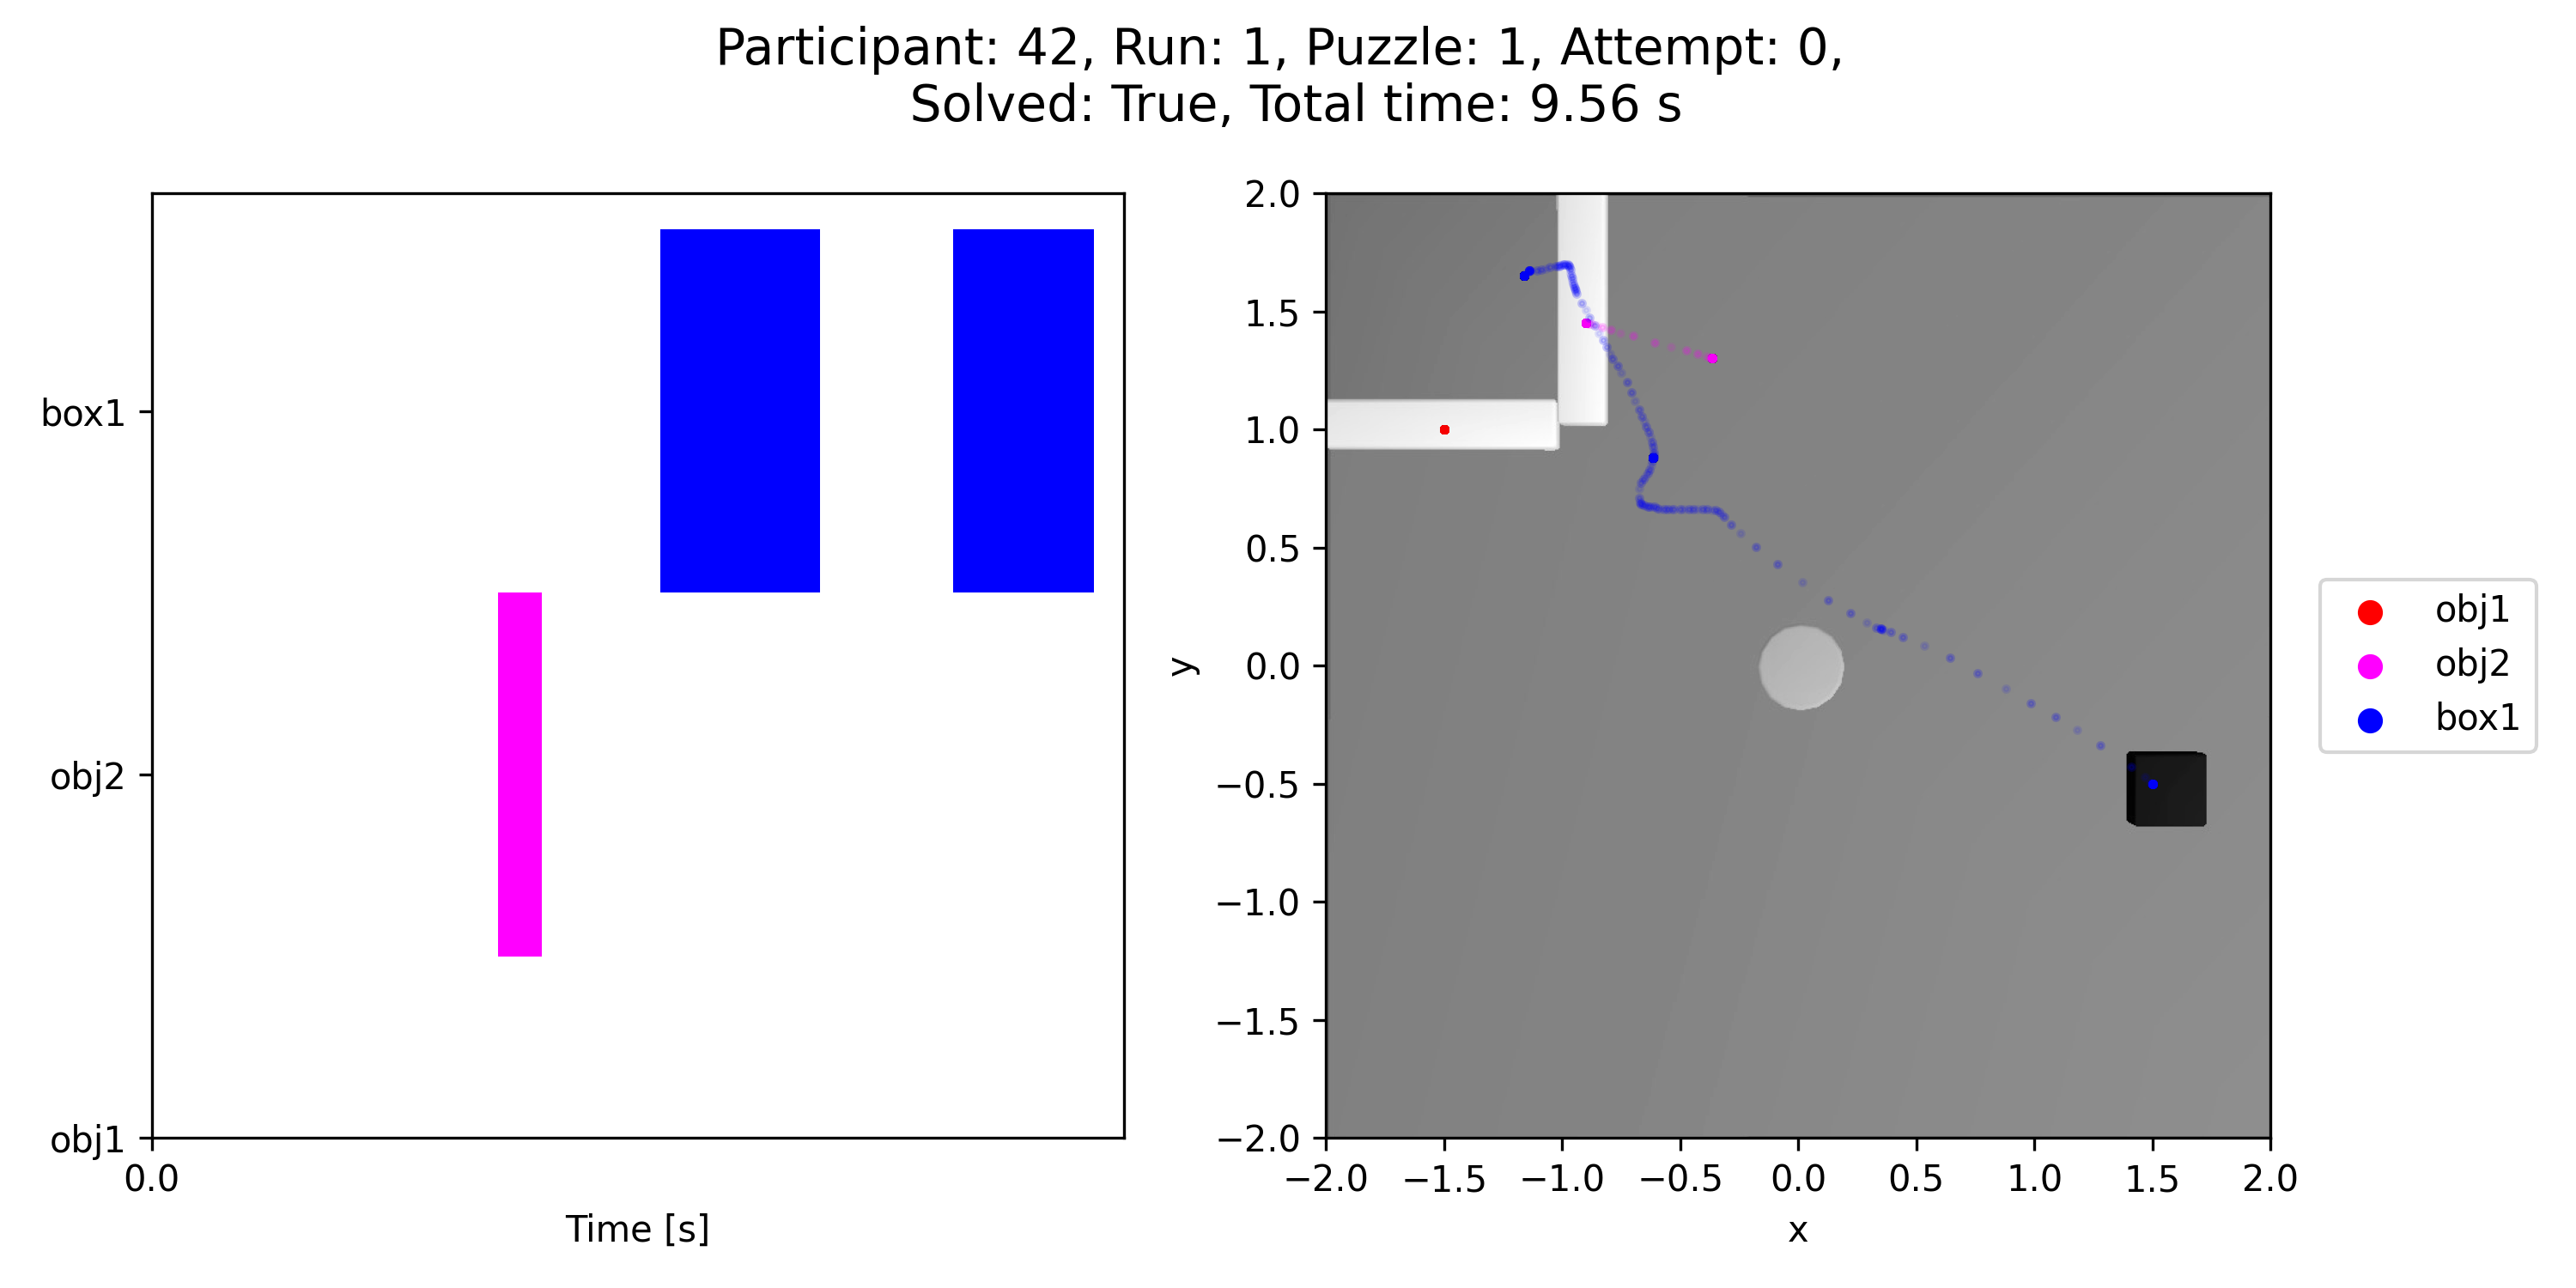 Participant: 42, Run: 1, Puzzle: 1, Attempt: 0,
Solved: True, Total time: 9.56 s
box1
obj2
obj1
0.0
Time [s]
2.0
1.5
1.0
0.5
0.0
−0.5
−1.0
−1.5
−2.0
y
−2.0 −1.5 −1.0 −0.5 0.0 0.5 1.0 1.5 2.0
x
obj1
obj2
box1